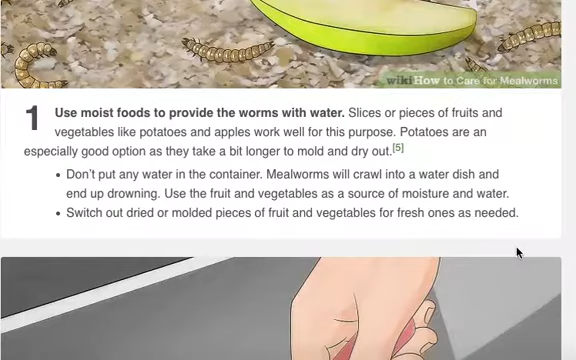 wikiHow to Care for Mealworms
1 Use moist foods to provide the worms with water. Slices or pieces of fruits and
vegetables like potatoes and apples work well for this purpose. Potatoes are an
especially good option as they take a bit longer to mold and dry out.[5]
• Don't put any water in the container. Mealworms will crawl into a water dish and
end up drowning. Use the fruit and vegetables as a source of moisture and water.
• Switch out dried or molded pieces of fruit and vegetables for fresh ones as needed.